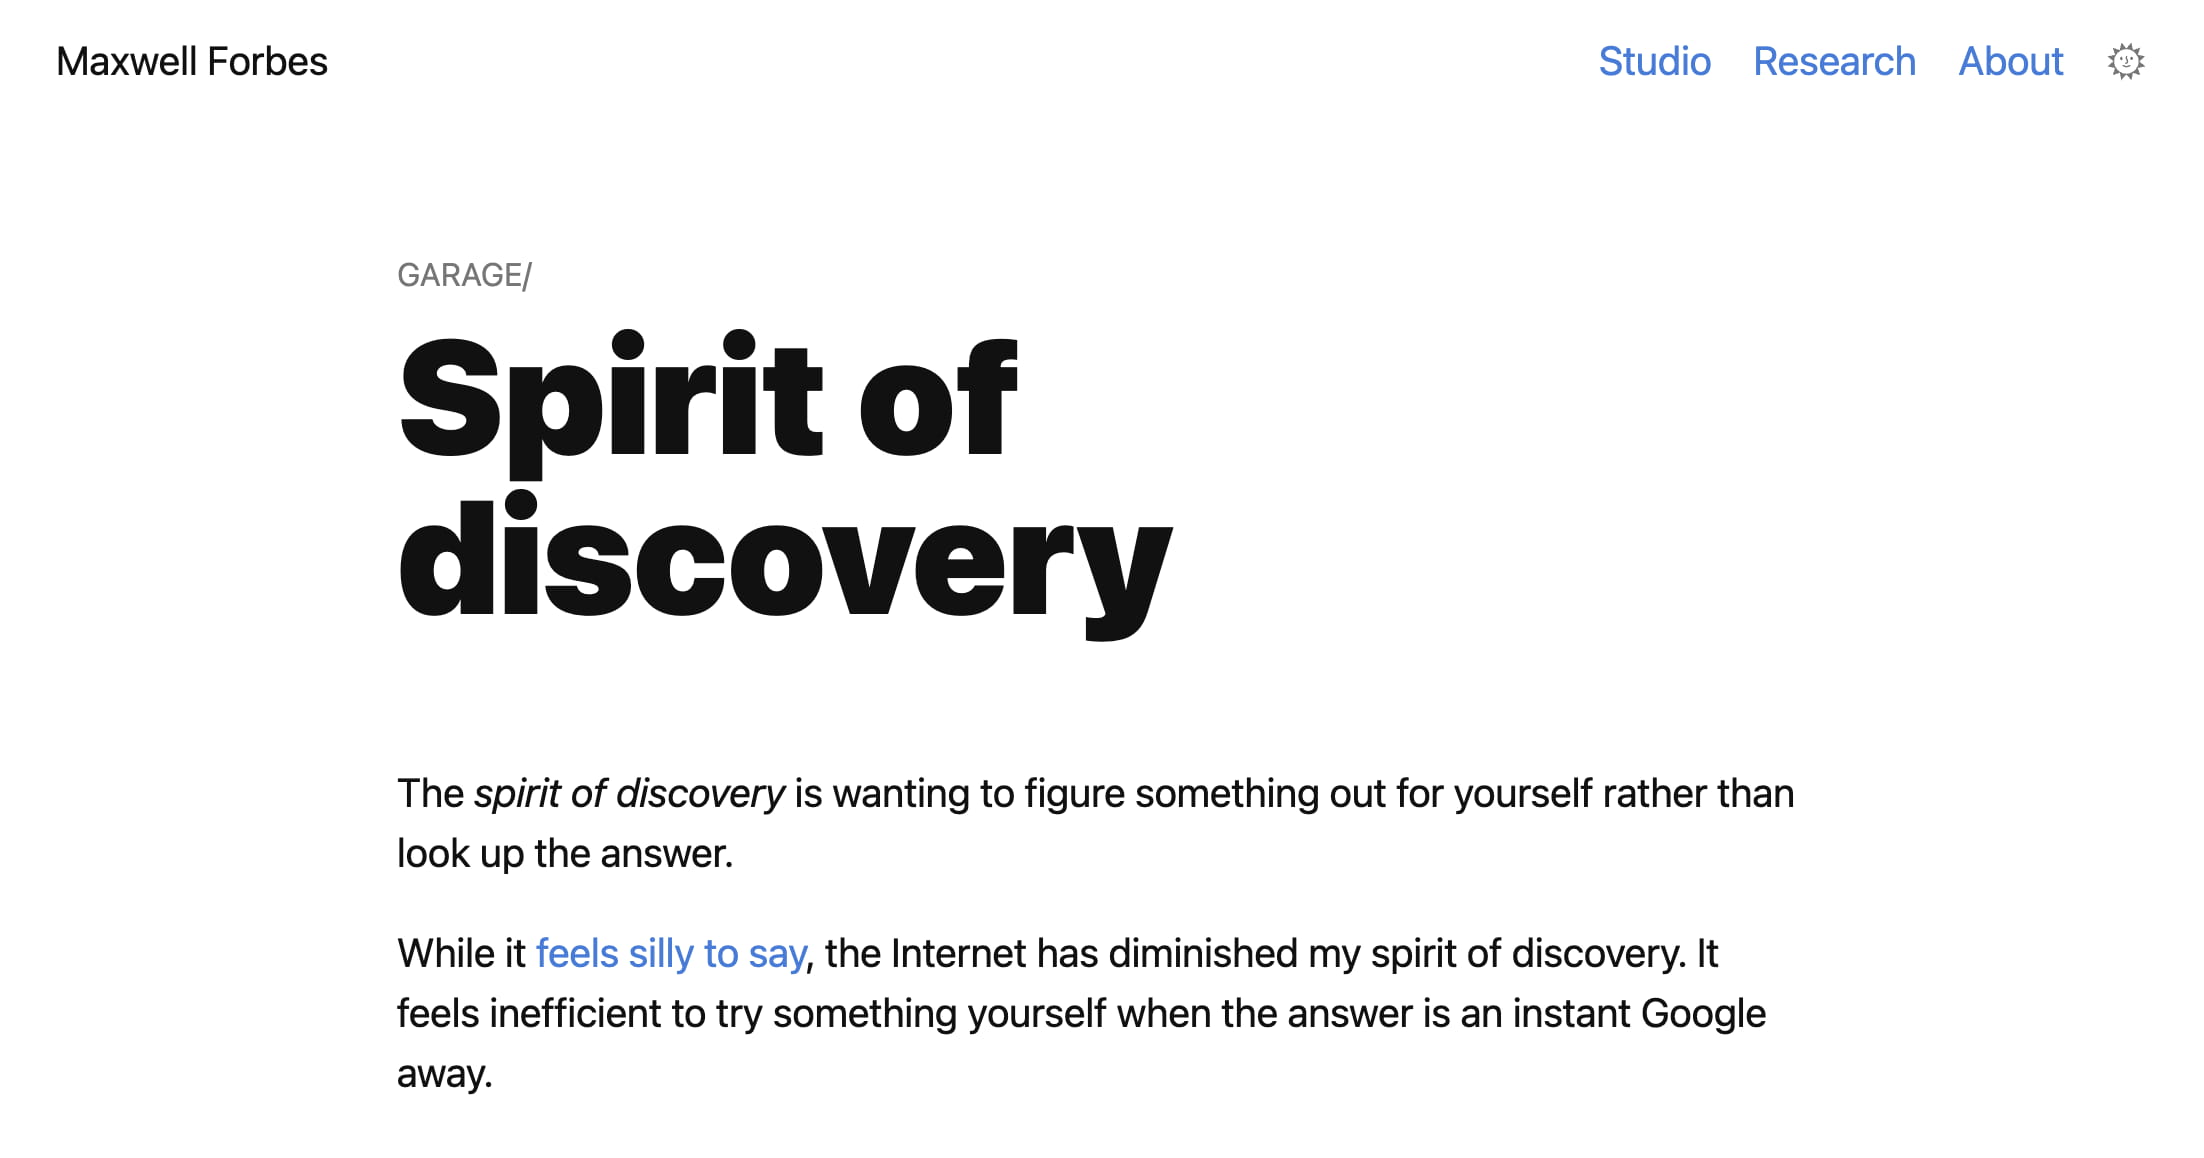 Maxwell Forbes
Studio Research About
GARAGE/
Spirit of
discovery
The spirit of discovery is wanting to figure something out for yourself rather than
look up the answer.
While it feels silly to say, the Internet has diminished my spirit of discovery. It
feels inefficient to try something yourself when the answer is an instant Google
away.